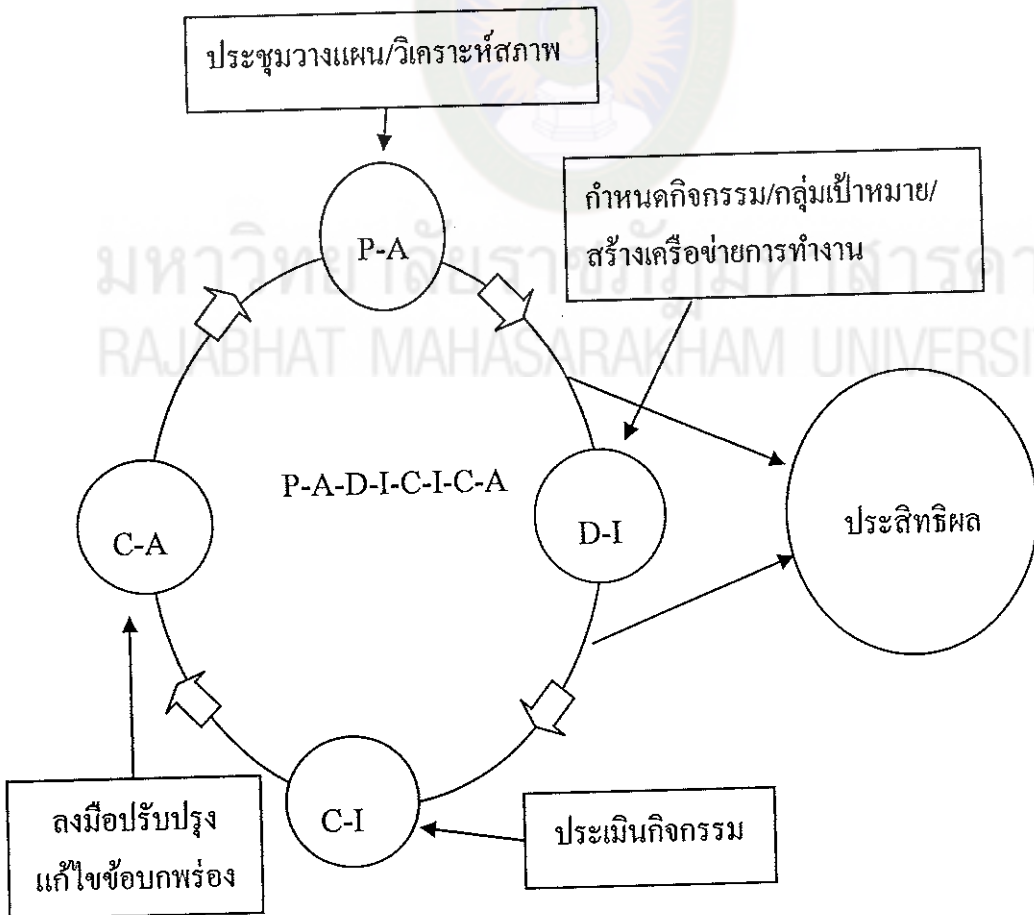 ประชุมวางแผน/วิเคราะห์สภาพ
P-A
กำหนดกิจกรรม/กลุ่มเป้าหมาย/
สร้างเครือข่ายการทำงาน
มหาวิทยาลัยราชภัฏมหาสารคา
RAJABHAT MAHASARAKHAM UNIVERSI
P-A-D-I-C-I-C-A
C-A
D-I
ประสิทธิผล
ลงมือปรับปรุง
แก้ไขข้อบกพร่อง
C-I
ประเมินกิจกรรม